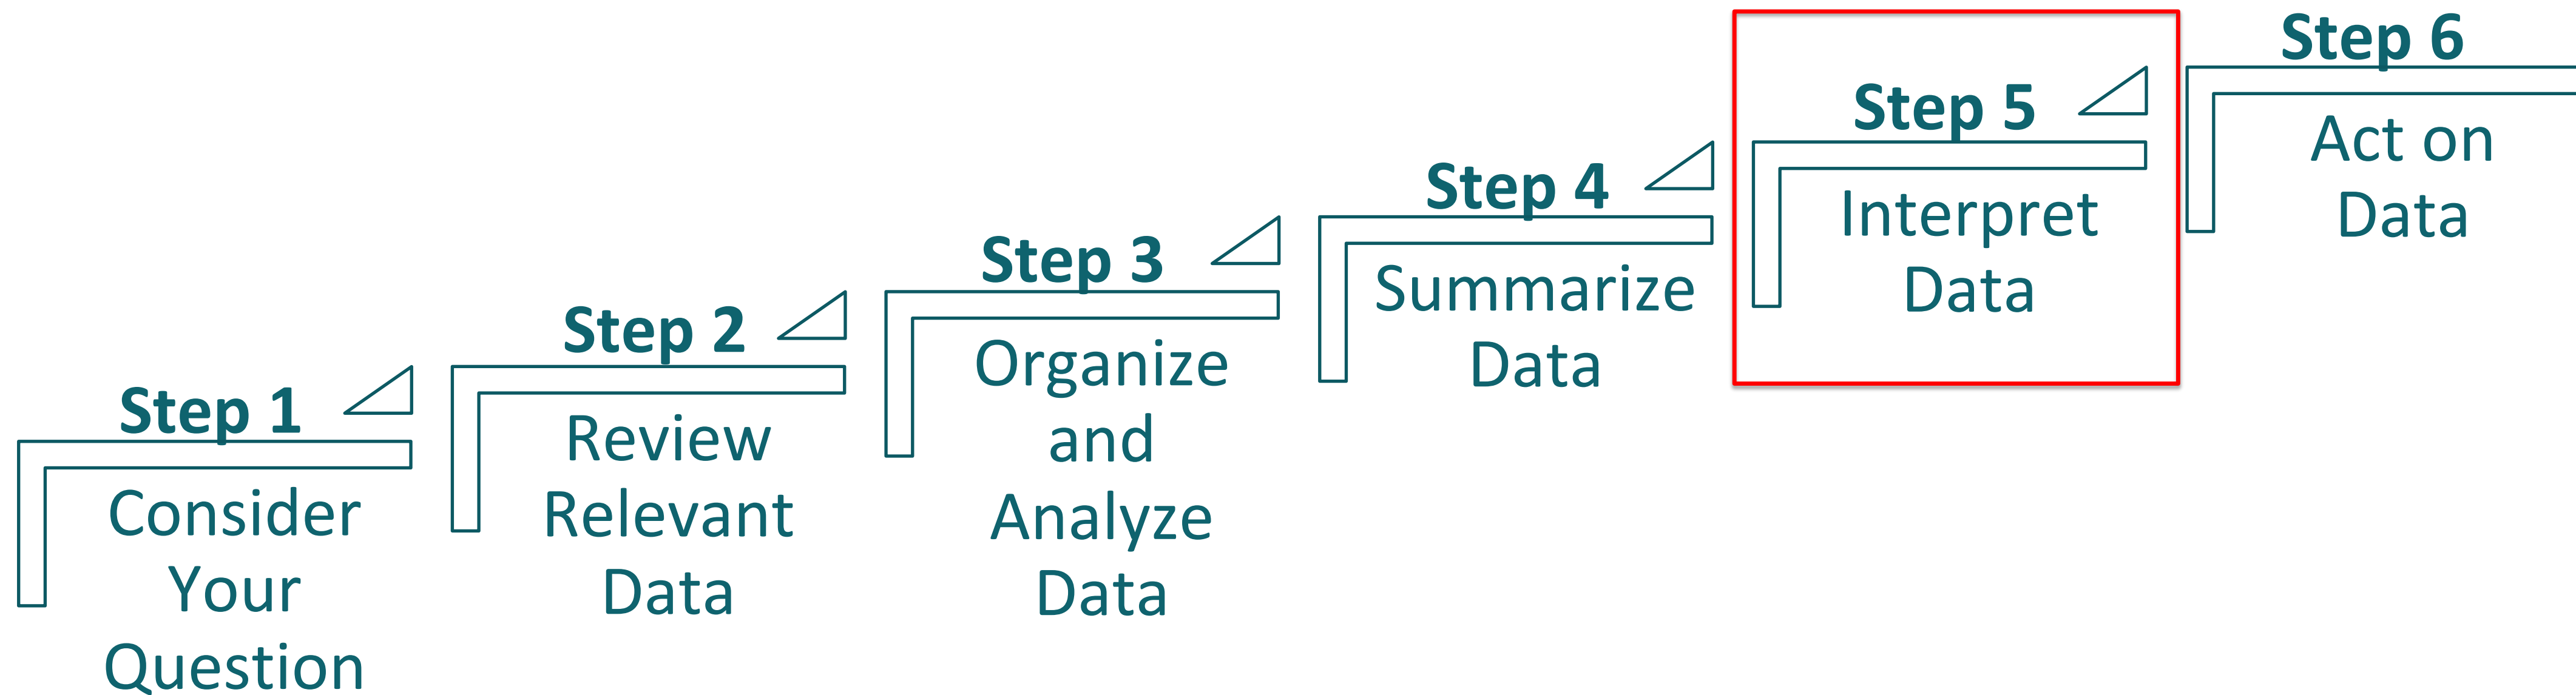 Step 1
Consider
Your
Question
Step 2
Review
Relevant
Data
Step 3
Organize
and
Analyze
Data
Step 4
Summarize
Data
Step 5
Interpret
Data
Step 6
Act on
Data